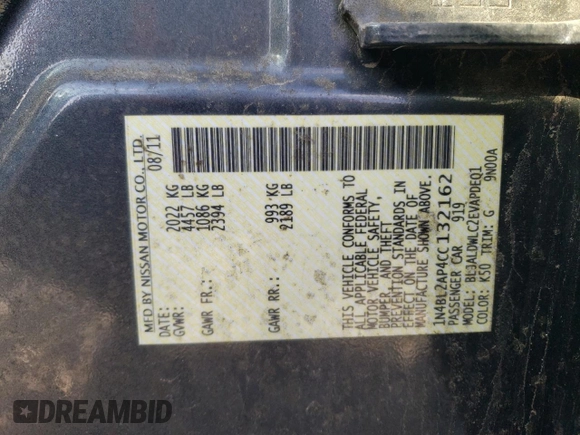 MFD BY NISSAN MOTOR CO., LTD.
08/11
GVWR: 2022 KG
4457 LB
GAWR FR.: 1086 KG
2394 LB
GAWR RR.: 993 KG
2189 LB
THIS VEHICLE CONFORMS TO
ALL APPLICABLE FEDERAL
MOTOR VEHICLE SAFETY,
BUMPER, AND THEFT
PREVENTION STANDARDS IN
EFFECT ON THE DATE OF
MANUFACTURE SHOWN ABOVE.
1N4BL2AP4CC132162
PASSENGER CAR 919
MODEL: BL3ALDWLCZEVAPDEQ1
COLOR: K50 TRIM: G 9N00A
DREAMBID